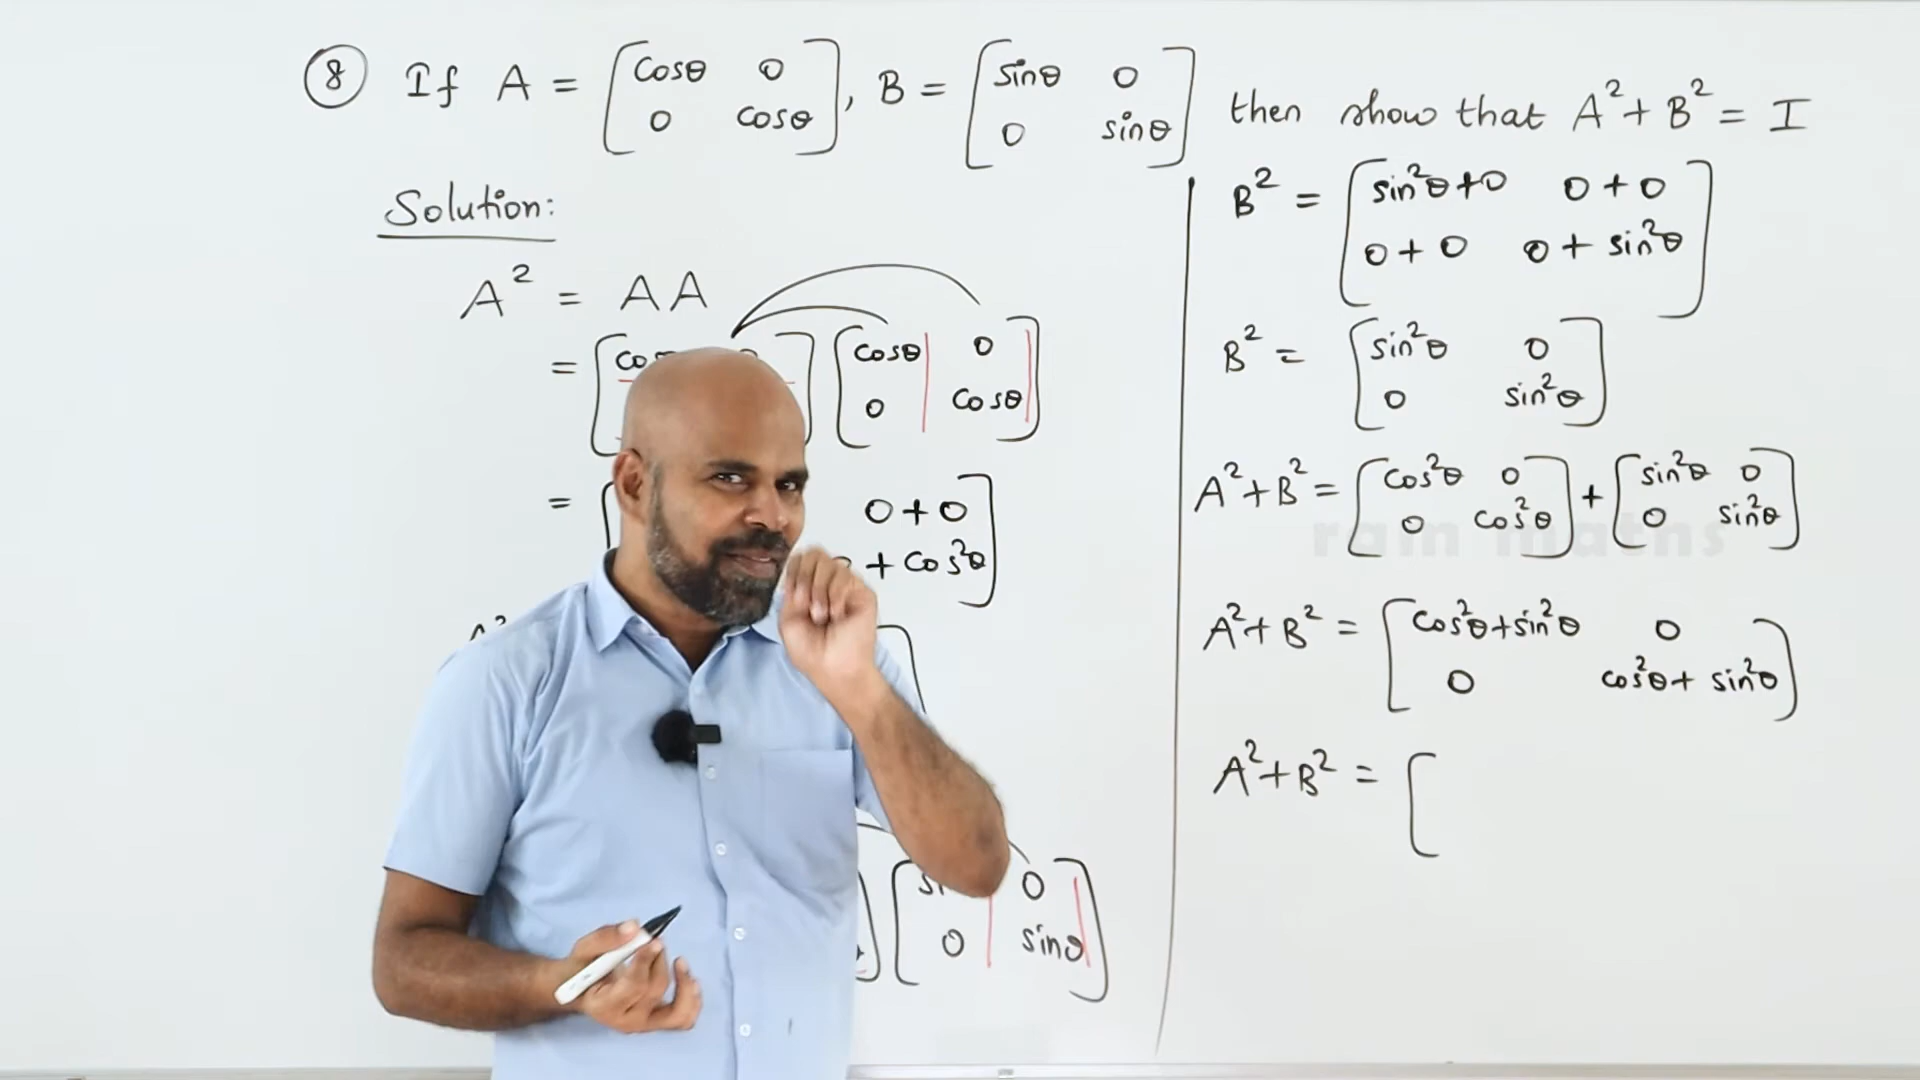 8 If A = [cosθ 0 0 cosθ], B = [sinθ 0 0 sinθ] then show that A²+ B² = I
Solution:
A² = AA
= [cosθ 0 0 cosθ]
= 0+0 + cos²θ]
A²
[0 0 sinθ]
B² = [sin²θ+0 0+0 0+0 0+ sin²θ]
B² = [sin²θ 0 0 sin²θ]
A²+B² = [cos²θ 0 0 cos²θ] + [sin²θ 0 0 sin²θ]
ram maths
A²+ B² = [cos²θ+sin²θ 0 0 cos²θ+ sin²θ]
A²+B² = [